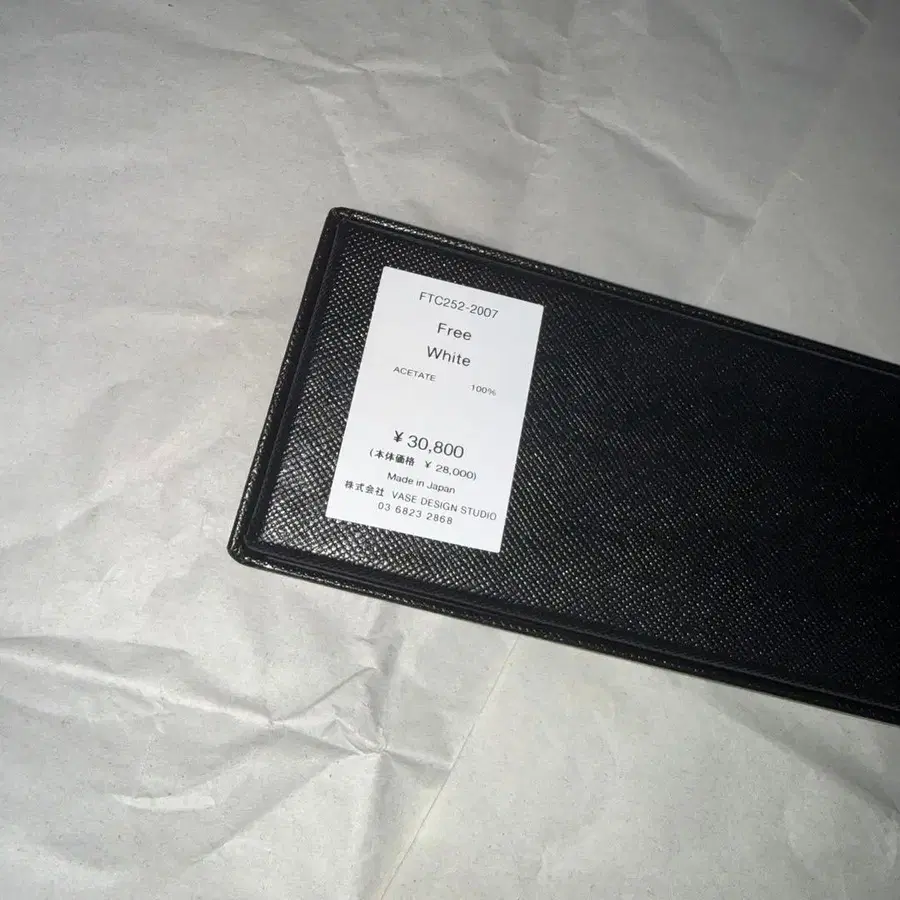 FTC252-2007
Free
White
ACETATE 100%
¥ 30,800
(本体価格 ¥ 28,000)
Made in Japan
株式会社 VASE DESIGN STUDIO
03 6823 2868